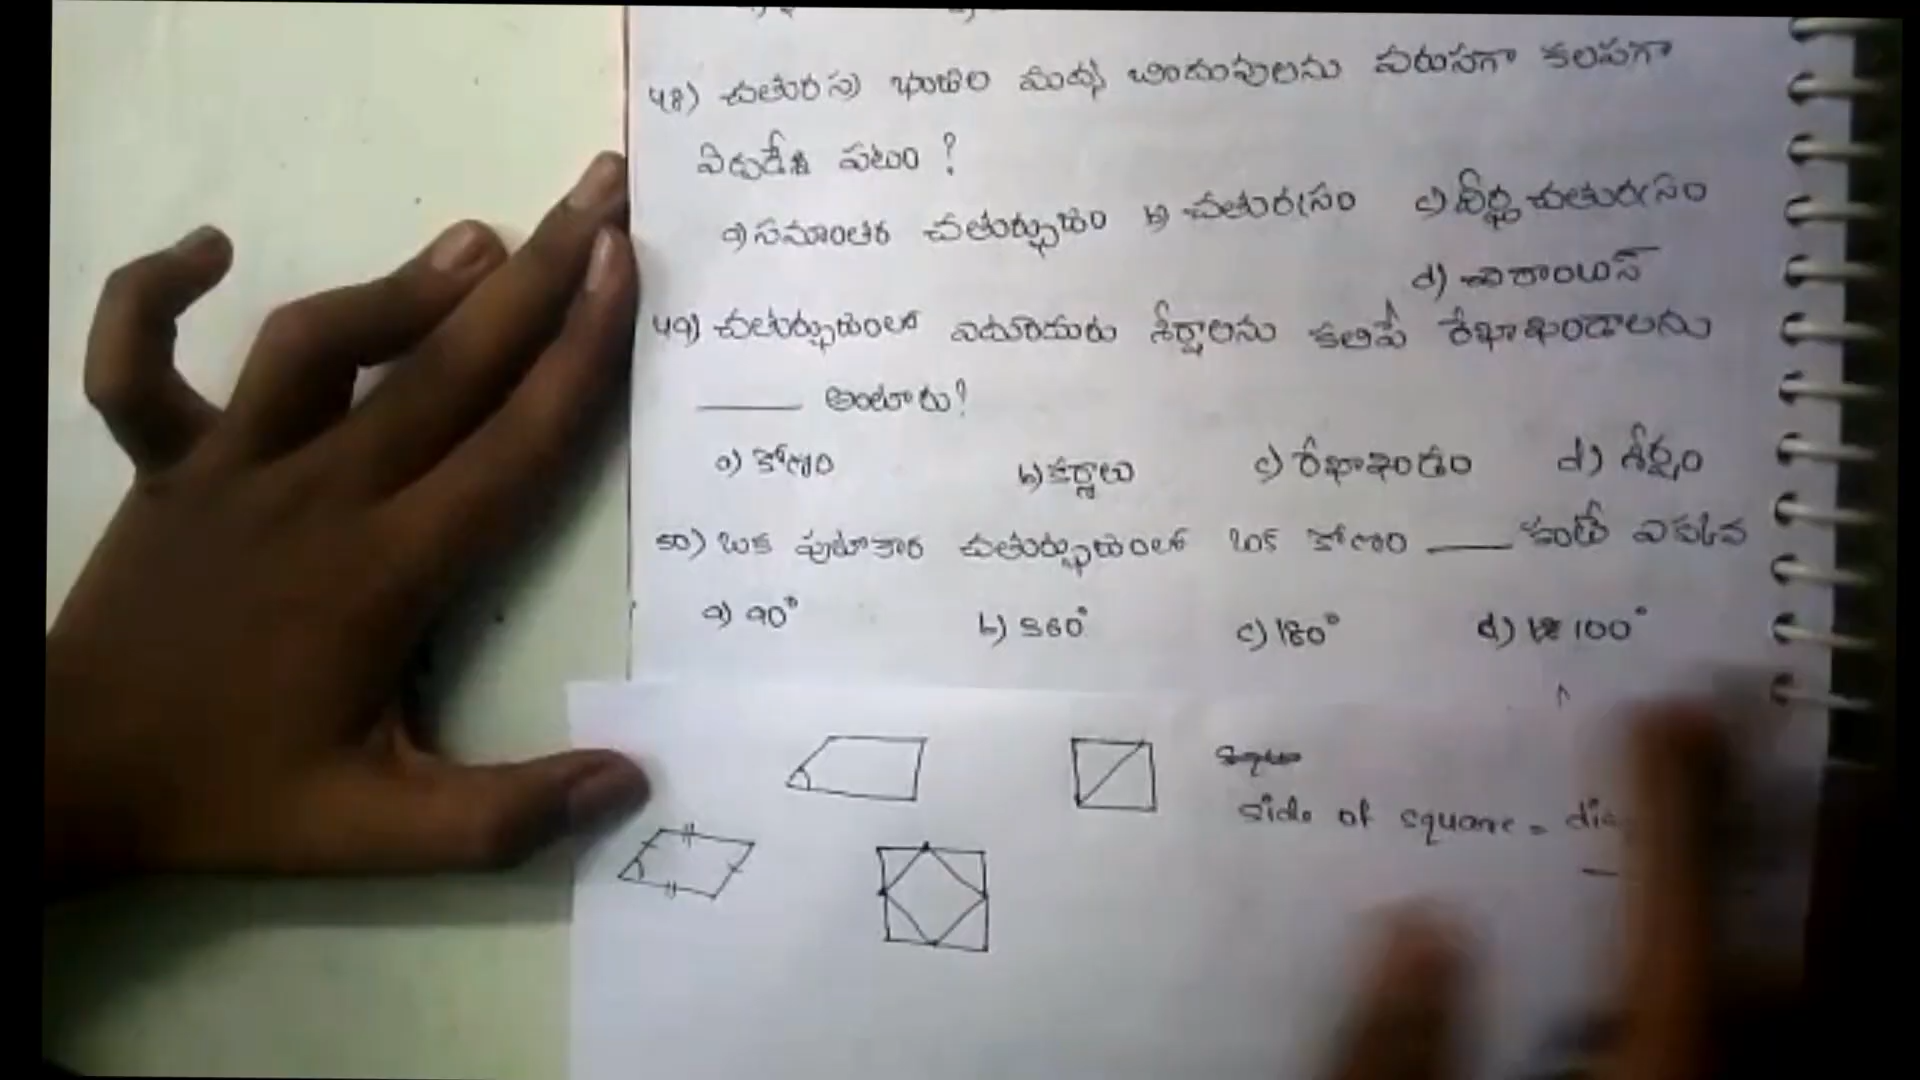 48) చతురస్ర భుజాల మధ్య బిందువులను వరుసగా కలపగా
ఏర్పడే పటం ?
a) సమాంతర చతుర్భుజం b) చతురస్రం c) దీర్ఘ చతురస్రం
d)
49) చతుర్భుజంలో ఎదురెదురు శీర్షాలను కలిపే రేఖాఖండాలను
_____ అంటారు?
a) కోణం b) కర్ణాలు c) రేఖాఖండం d) శీర్షం
50) ఒక పుటాకార చతుర్భుజంలో ఒక కోణం _____ కంటే ఎక్కువ
a) 90° b) 360° c) 180° d) 100°
side of square =